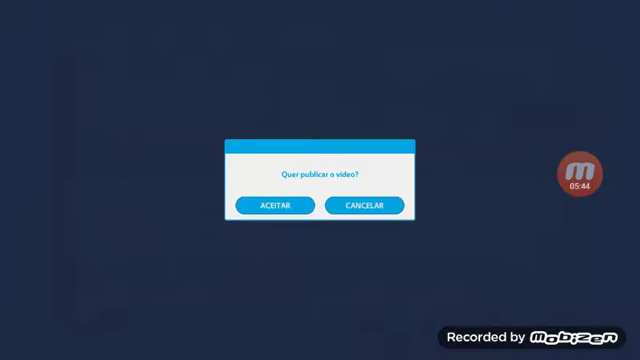 Quer publicar o vídeo?
ACEITAR CANCELAR
m
05:44
Recorded by mobizen